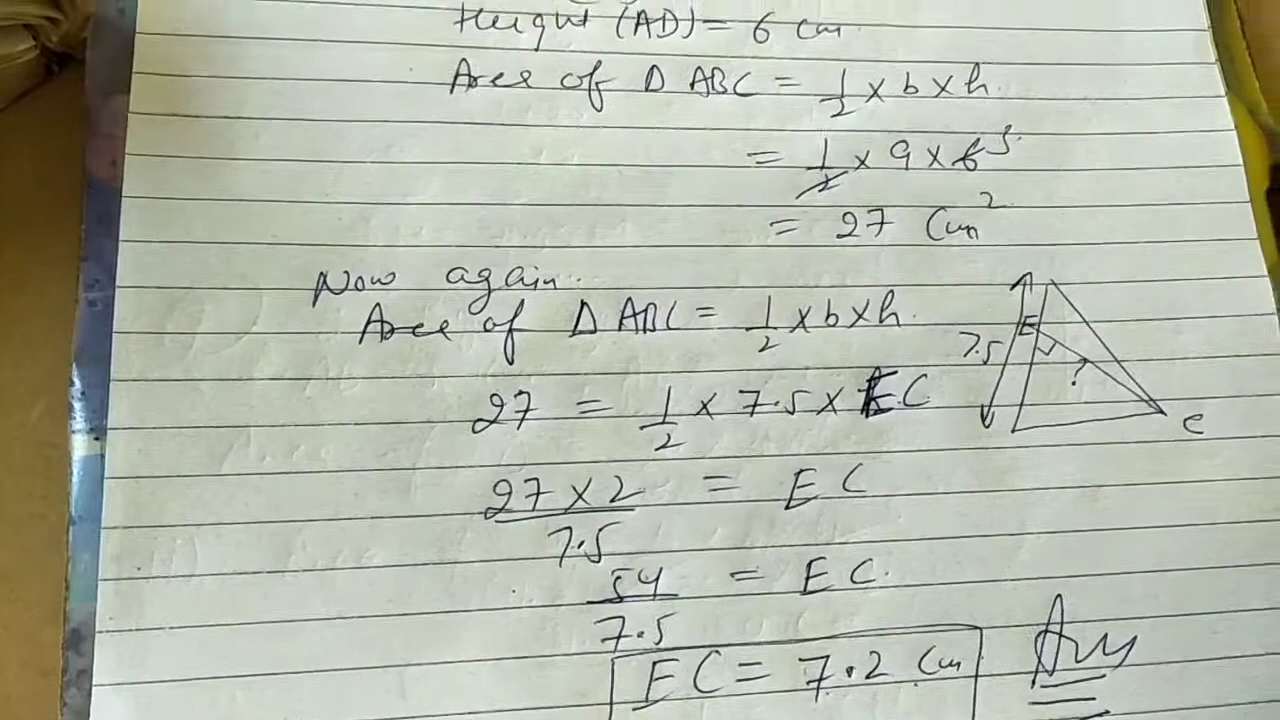 Height (AD) = 6 cm
Area of Δ ABC = 1/2 × b × h.
= 1/2 × 9 × 6 3
= 27 Cm²
Now again..
Area of Δ ABC = 1/2 × b × h.
E
7.5
?
27 = 1/2 × 7.5 × EC
C
27 × 2 / 7.5 = EC
54 / 7.5 = EC.
EC = 7.2 Cm
Ans